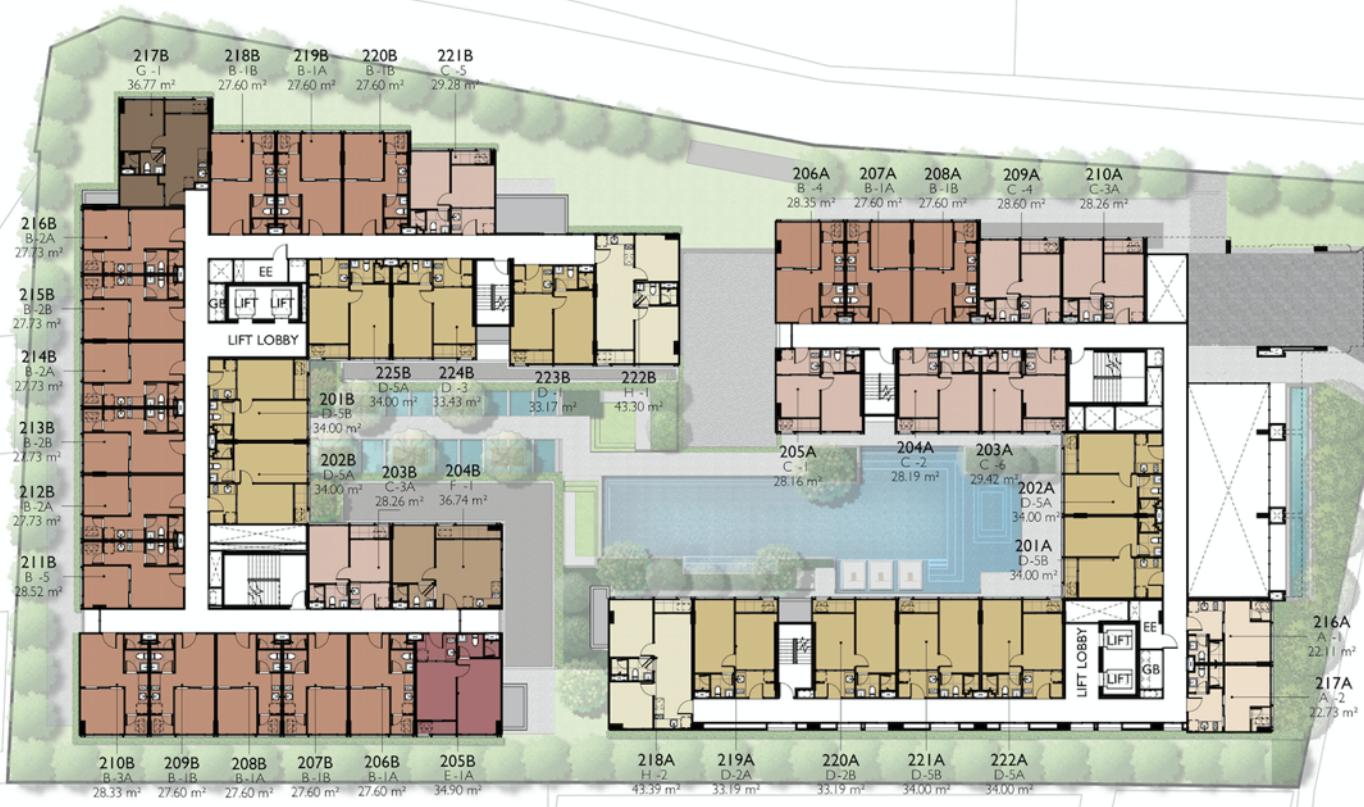 217B
G -1
36.77 m²
218B
B-1B
27.60 m²
219B
B-1A
27.60 m²
220B
B-1B
27.60 m²
221B
C -5
29.28 m²
206A
B -4
28.35 m²
207A
B-1A
27.60 m²
208A
B-1B
27.60 m²
209A
C -4
28.60 m²
210A
C-3A
28.26 m²
216B
B-2A
27.73 m²
215B
B-2B
27.73 m²
214B
B-2A
27.73 m²
213B
B-2B
27.73 m²
212B
B-2A
27.73 m²
211B
B -5
28.52 m²
EE
GB
LIFT
LIFT
LIFT LOBBY
225B
D-5A
34.00 m²
224B
D -3
33.43 m²
223B
D -1
33.17 m²
222B
H -1
43.30 m²
201B
D-5B
34.00 m²
202B
D-5A
34.00 m²
203B
C-3A
28.26 m²
204B
F -1
36.74 m²
205A
C -1
28.16 m²
204A
C -2
28.19 m²
203A
C -6
29.42 m²
202A
D-5A
34.00 m²
201A
D-5B
34.00 m²
LIFT LOBBY
LIFT
LIFT
EE
GB
216A
A -1
22.11 m²
217A
A -2
22.73 m²
210B
B-3A
28.33 m²
209B
B-1B
27.60 m²
208B
B-1A
27.60 m²
207B
B-1B
27.60 m²
206B
B-1A
27.60 m²
205B
E-1A
34.90 m²
218A
H -2
43.39 m²
219A
D-2A
33.19 m²
220A
D-2B
33.19 m²
221A
D-5B
34.00 m²
222A
D-5A
34.00 m²